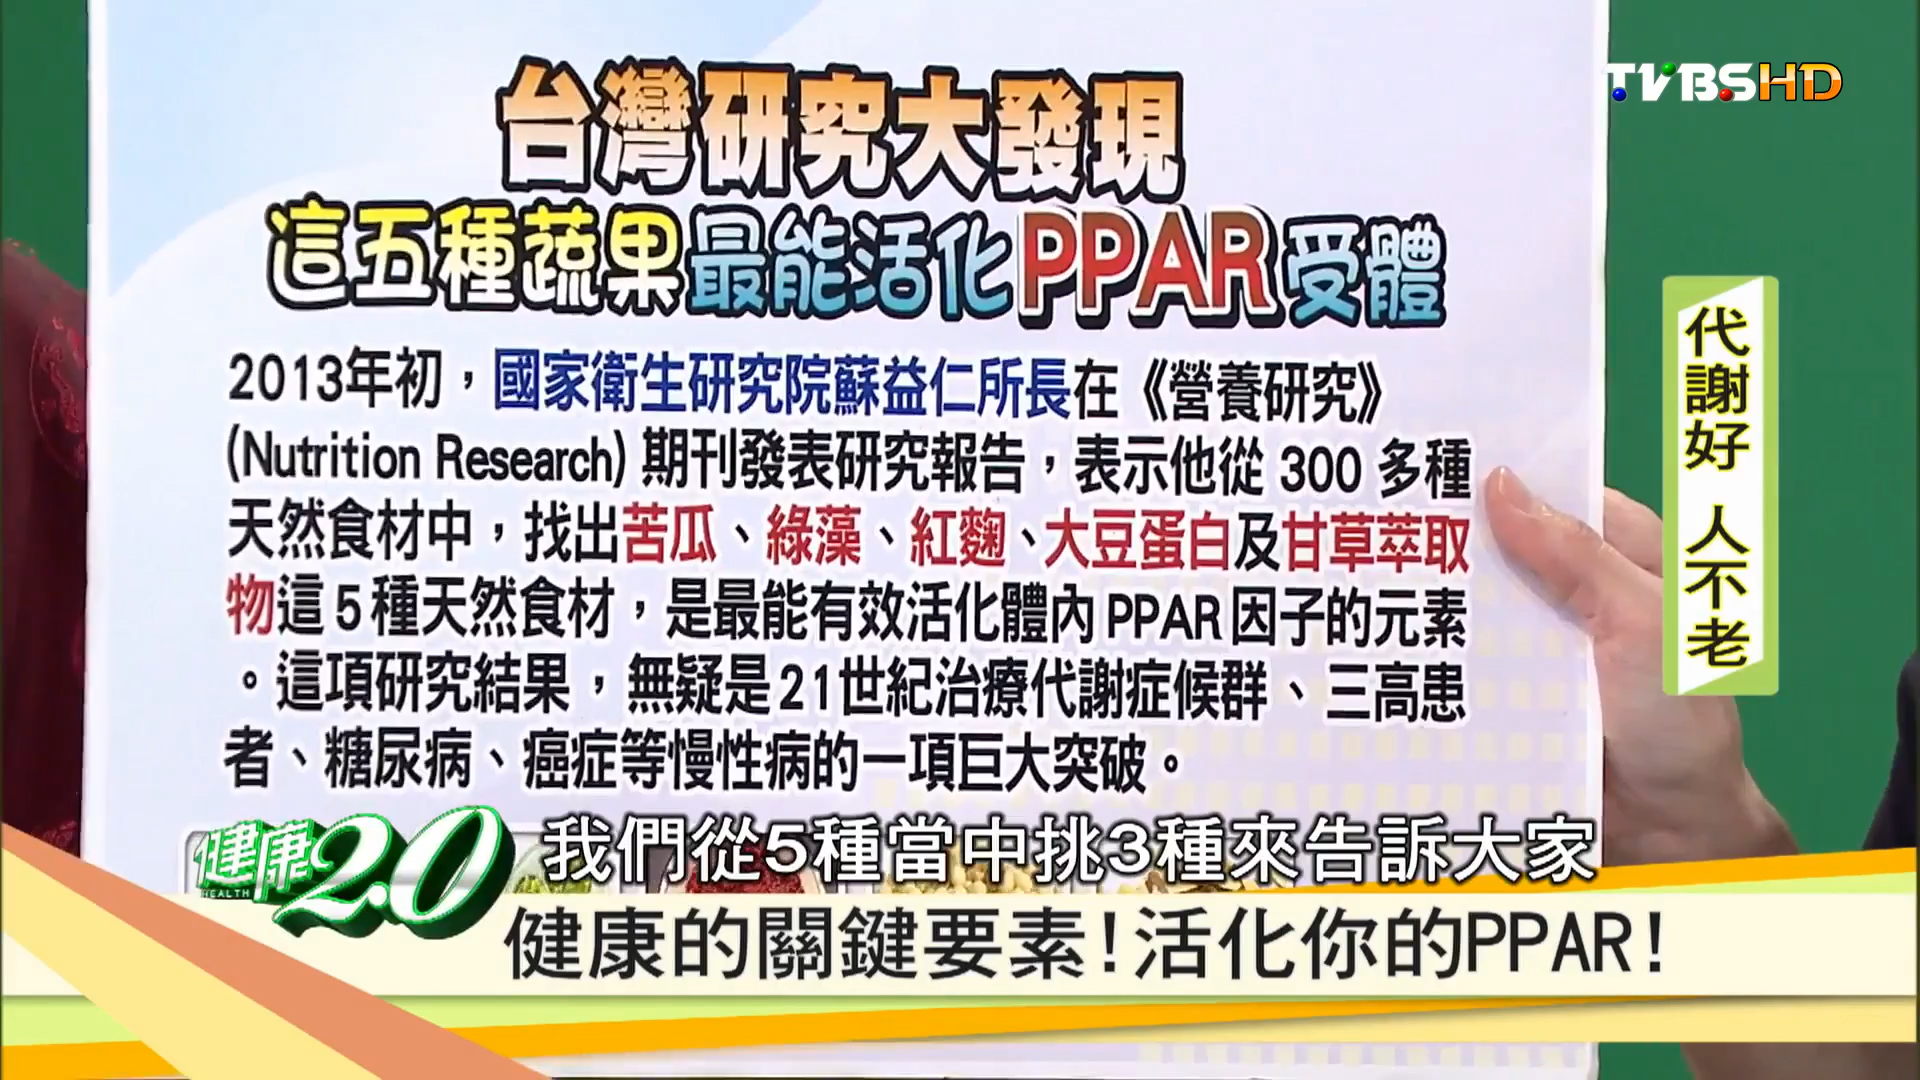 TVBSHD
台灣研究大發現
這五種蔬果最能活化PPAR受體
2013年初，國家衛生研究院蘇益仁所長在《營養研究》
(Nutrition Research) 期刊發表研究報告，表示他從 300 多種
天然食材中，找出苦瓜、綠藻、紅麴、大豆蛋白及甘草萃取
物這 5 種天然食材，是最能有效活化體內 PPAR 因子的元素
。這項研究結果，無疑是 21 世紀治療代謝症候群、三高患
者、糖尿病、癌症等慢性病的一項巨大突破。
代謝好 人不老
健康2.0
HEALTH
我們從5種當中挑3種來告訴大家
健康的關鍵要素!活化你的PPAR!